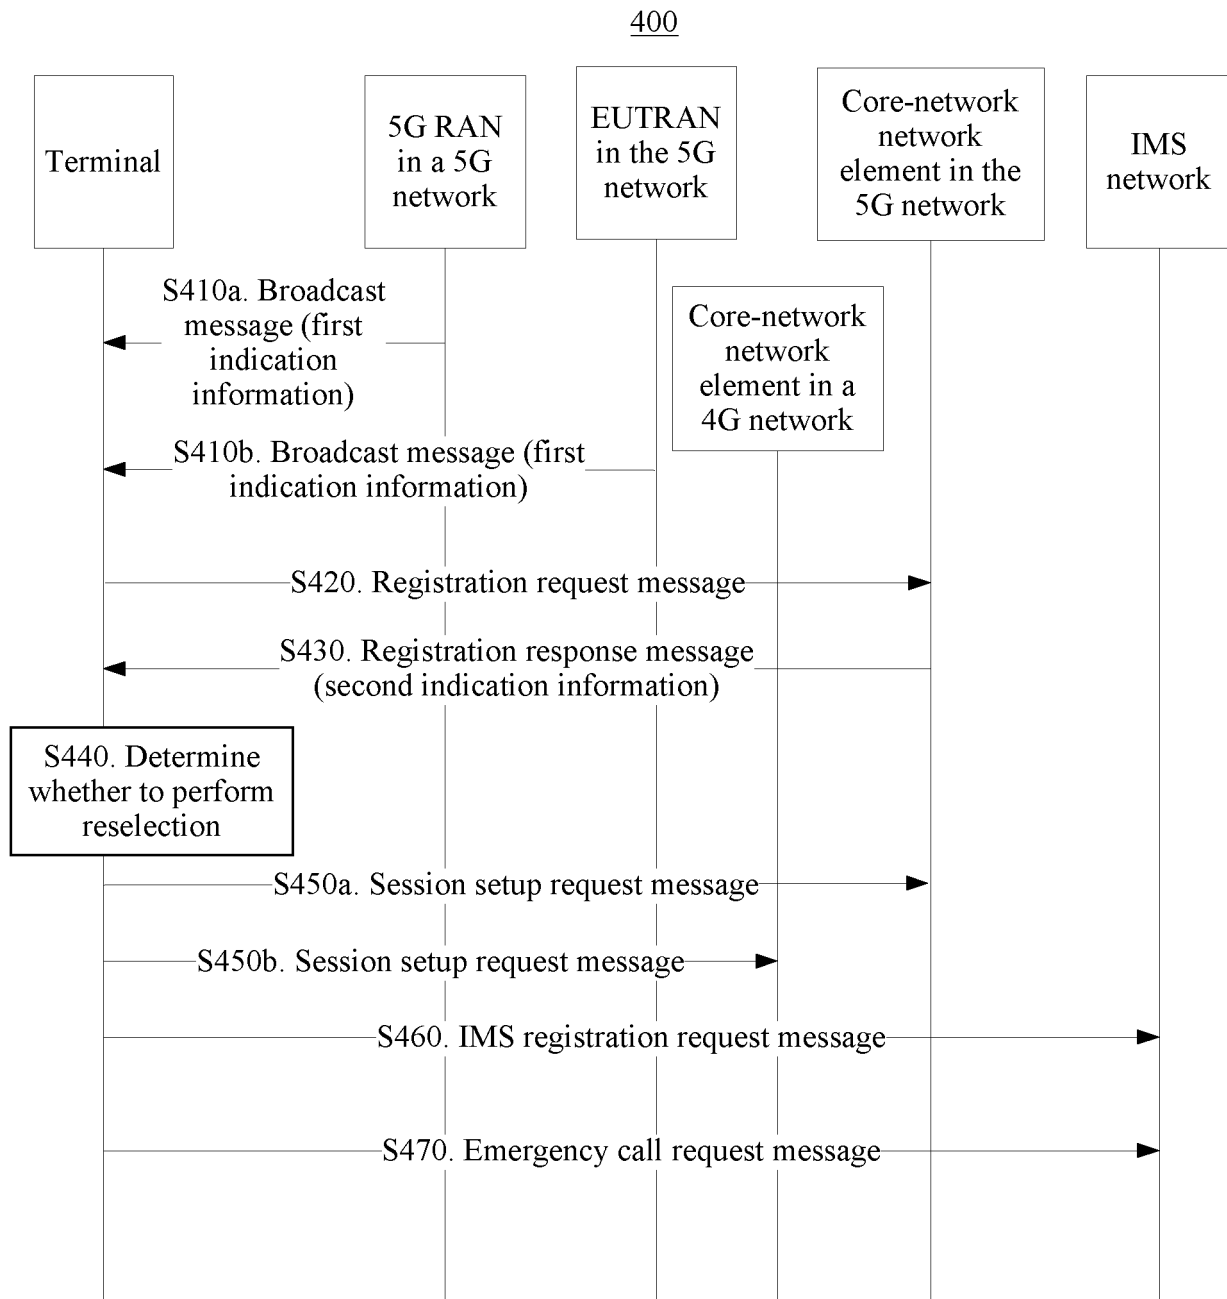 400
Terminal
5G RAN
in a 5G
network
EUTRAN
in the 5G
network
Core-network
network
element in the
5G network
IMS
network
S410a. Broadcast
message (first
indication
information)
Core-network
network
element in a
4G network
S410b. Broadcast message (first
indication information)
S420. Registration request message
S430. Registration response message
(second indication information)
S440. Determine
whether to perform
reselection
S450a. Session setup request message
S450b. Session setup request message
S460. IMS registration request message
S470. Emergency call request message